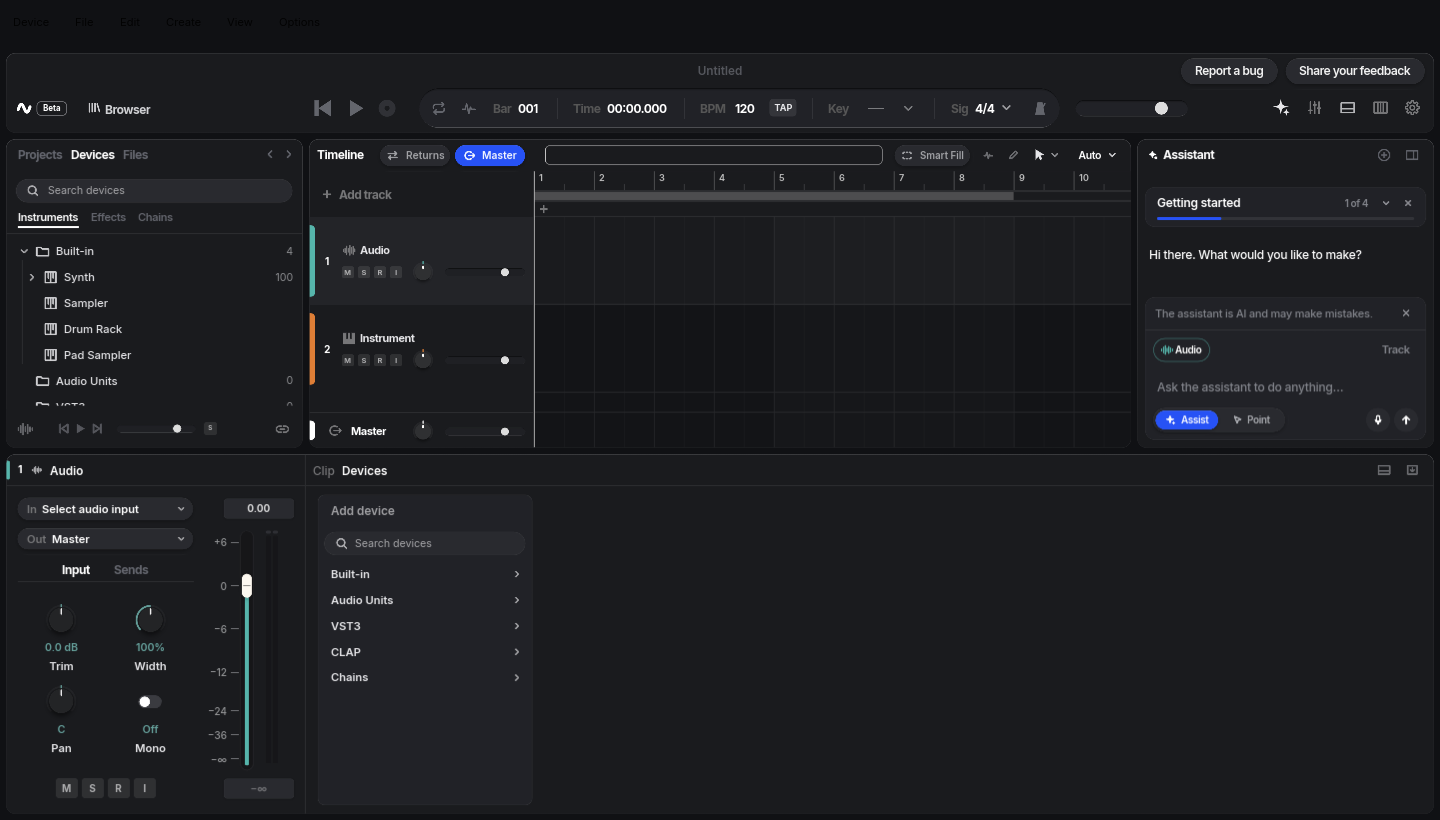 Device File Edit Create View Options
Untitled
Report a bug Share your feedback
Beta Browser
Bar 001 Time 00:00.000 BPM 120 TAP Key — Sig 4/4
Projects Devices Files
Search devices
Instruments Effects Chains
Built-in 4
Synth 100
Sampler
Drum Rack
Pad Sampler
Audio Units 0
VST3 0
S
Timeline Returns Master Smart Fill Auto
Add track
1 2 3 4 5 6 7 8 9 10
1 Audio
M S R I
2 Instrument
M S R I
Master
Assistant
Getting started 1 of 4
Hi there. What would you like to make?
The assistant is AI and may make mistakes.
Audio Track
Ask the assistant to do anything...
Assist Point
1 Audio
In Select audio input 0.00
Out Master
Input Sends
+6
0
−6
−12
−24
−36
−∞
0.0 dB 100%
Trim Width
C Off
Pan Mono
M S R I −∞
Clip Devices
Add device
Search devices
Built-in
Audio Units
VST3
CLAP
Chains